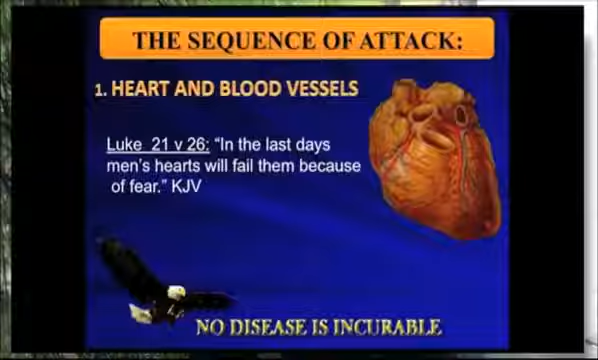 THE SEQUENCE OF ATTACK:
1. HEART AND BLOOD VESSELS
Luke 21 v 26: “In the last days
men’s hearts will fail them because
of fear.” KJV
NO DISEASE IS INCURABLE